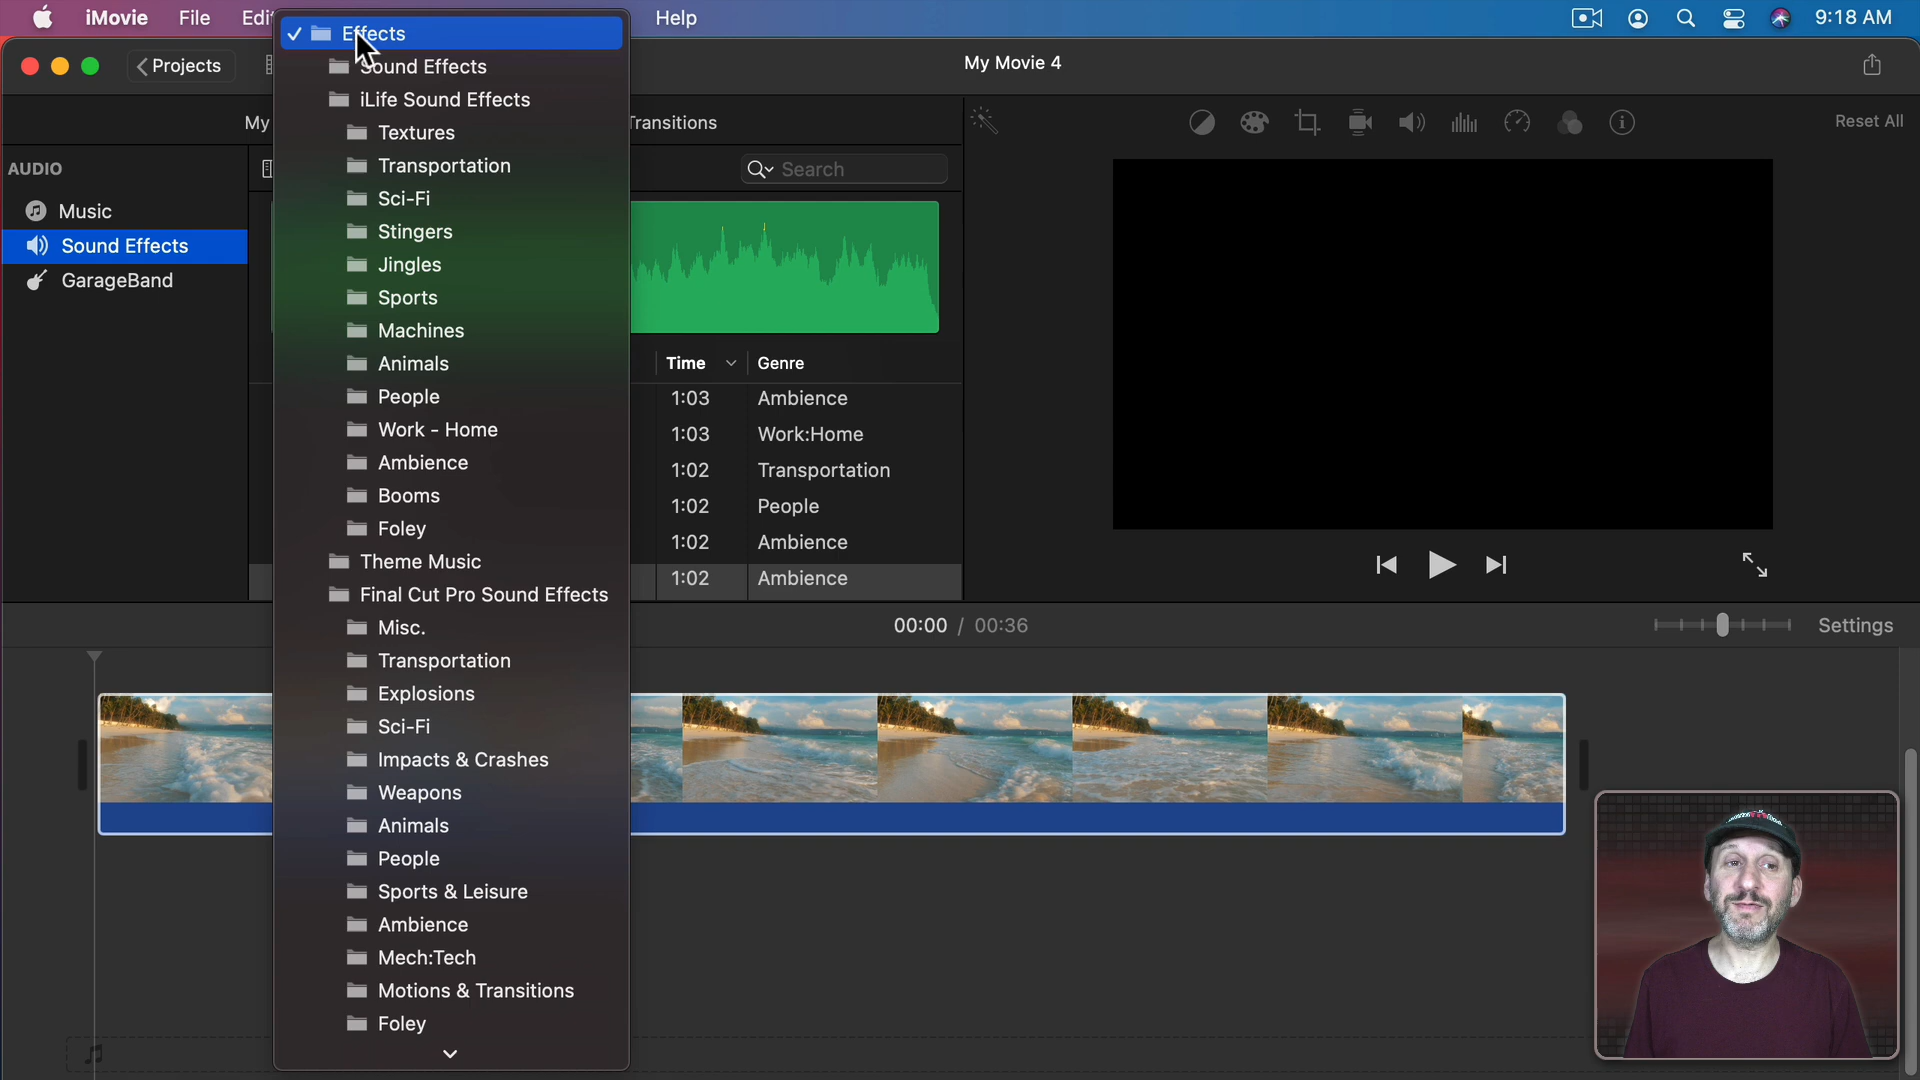 iMovie File Edi Help 9:18 AM
Projects My Movie 4
My Transitions Reset All
AUDIO Search
Music
Sound Effects
GarageBand
Effects
Sound Effects
iLife Sound Effects
Textures
Transportation
Sci-Fi
Stingers
Jingles
Sports
Machines
Animals
People
Work - Home
Ambience
Booms
Foley
Theme Music
Final Cut Pro Sound Effects
Misc.
Transportation
Explosions
Sci-Fi
Impacts & Crashes
Weapons
Animals
People
Sports & Leisure
Ambience
Mech:Tech
Motions & Transitions
Foley
Time Genre
1:03 Ambience
1:03 Work:Home
1:02 Transportation
1:02 People
1:02 Ambience
1:02 Ambience
00:00 / 00:36 Settings